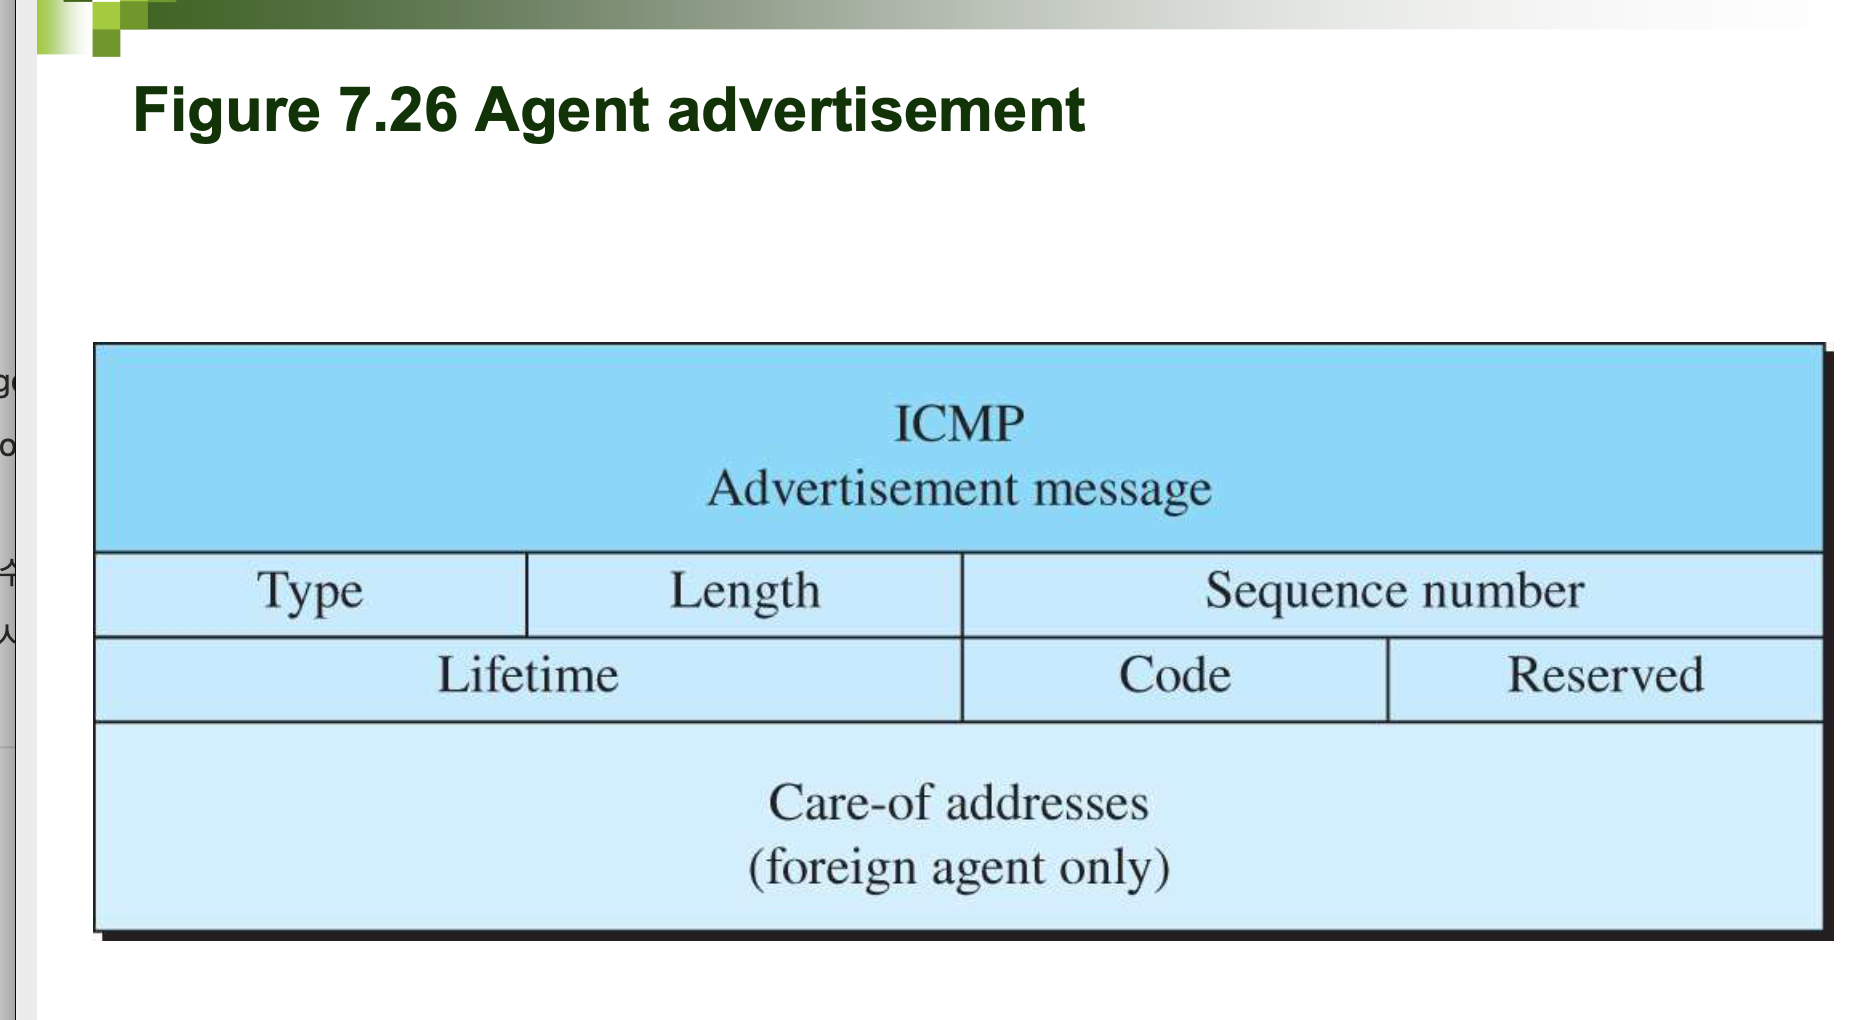 Figure 7.26 Agent advertisement
ICMP
Advertisement message
Type Length Sequence number
Lifetime Code Reserved
Care-of addresses
(foreign agent only)